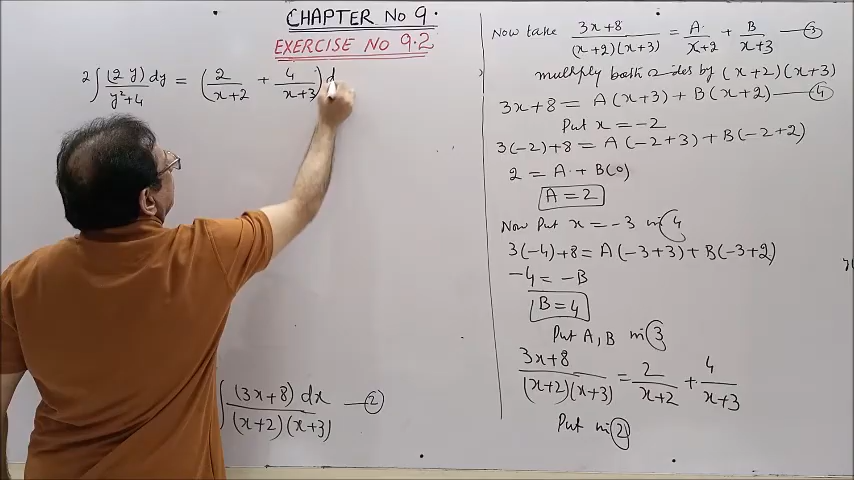 CHAPTER No 9.
EXERCISE No 9.2
2∫ (2y) dy / y²+4 = (2/(x+2) + 4/(x+3)) d
∫ (3x+8) dx / (x+2)(x+3) — ②
Now take (3x+8)/((x+2)(x+3)) = A/(x+2) + B/(x+3) — ③
multiply both sides by (x+2)(x+3)
3x+8 = A(x+3) + B(x+2) — ④
Put x = -2
3(-2)+8 = A(-2+3) + B(-2+2)
2 = A + B(0)
A = 2
Now Put x = -3 in ④
3(-4)+8 = A(-3+3) + B(-3+2)
-4 = -B
B = 4
Put A, B in ③
(3x+8)/((x+2)(x+3)) = 2/(x+2) + 4/(x+3)
Put in ②